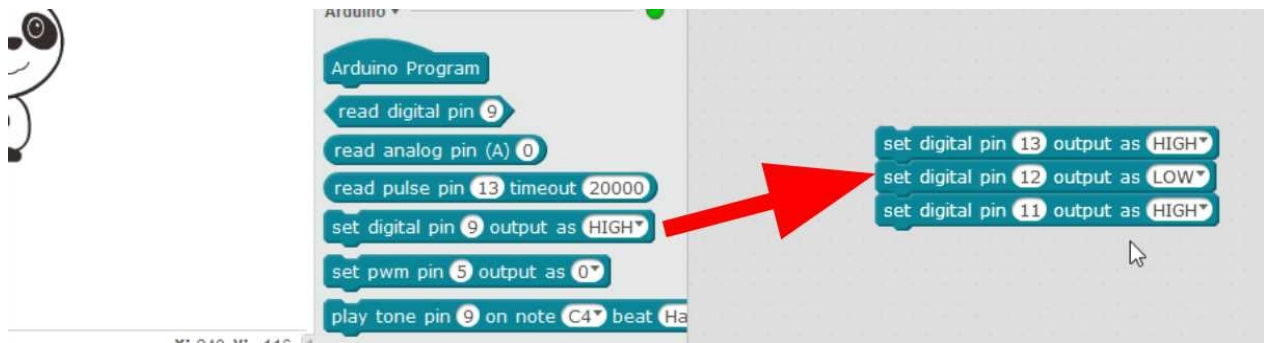 Arduino
Arduino Program
read digital pin 9
read analog pin (A) 0
read pulse pin 13 timeout 20000
set digital pin 9 output as HIGH
set pwm pin 5 output as 0
play tone pin 9 on note C4 beat Ha
set digital pin 13 output as HIGH
set digital pin 12 output as LOW
set digital pin 11 output as HIGH